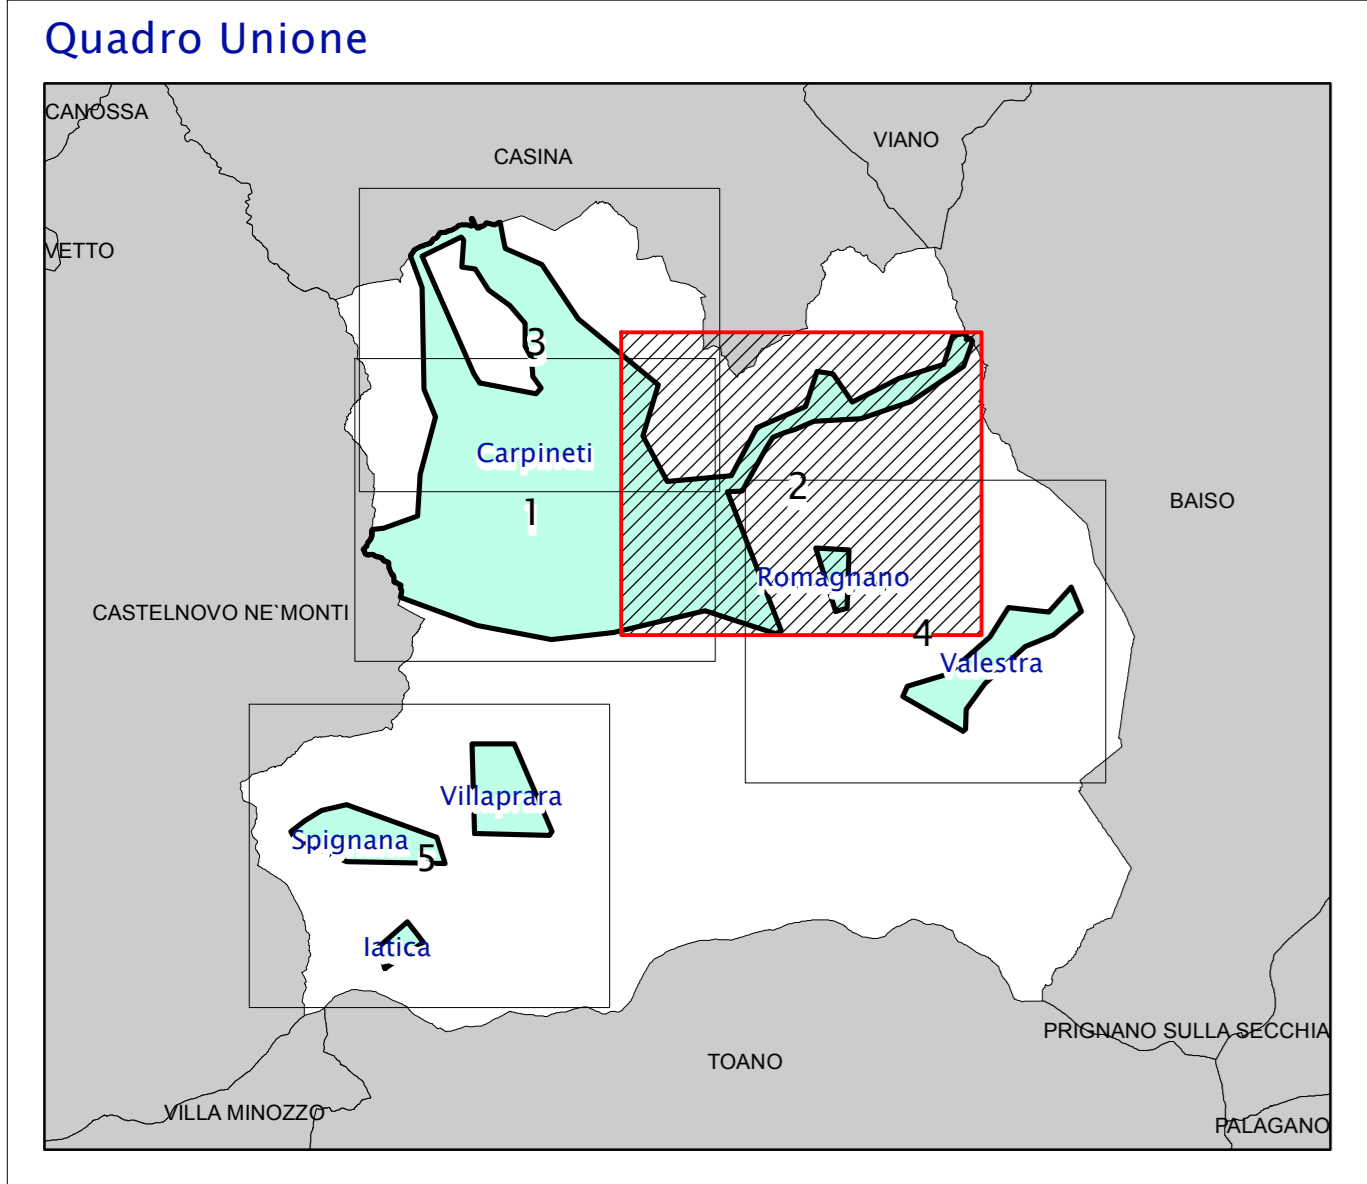 Quadro Unione
CANOSSA
VIANO
CASINA
VETTO
3
Carpineti
2
BAISO
1
Romagnano
CASTELNOVO NE`MONTI
4
Valestra
Villaprara
Spignana
5
Iatica
PRIGNANO SULLA SECCHIA
TOANO
VILLA MINOZZO
PALAGANO